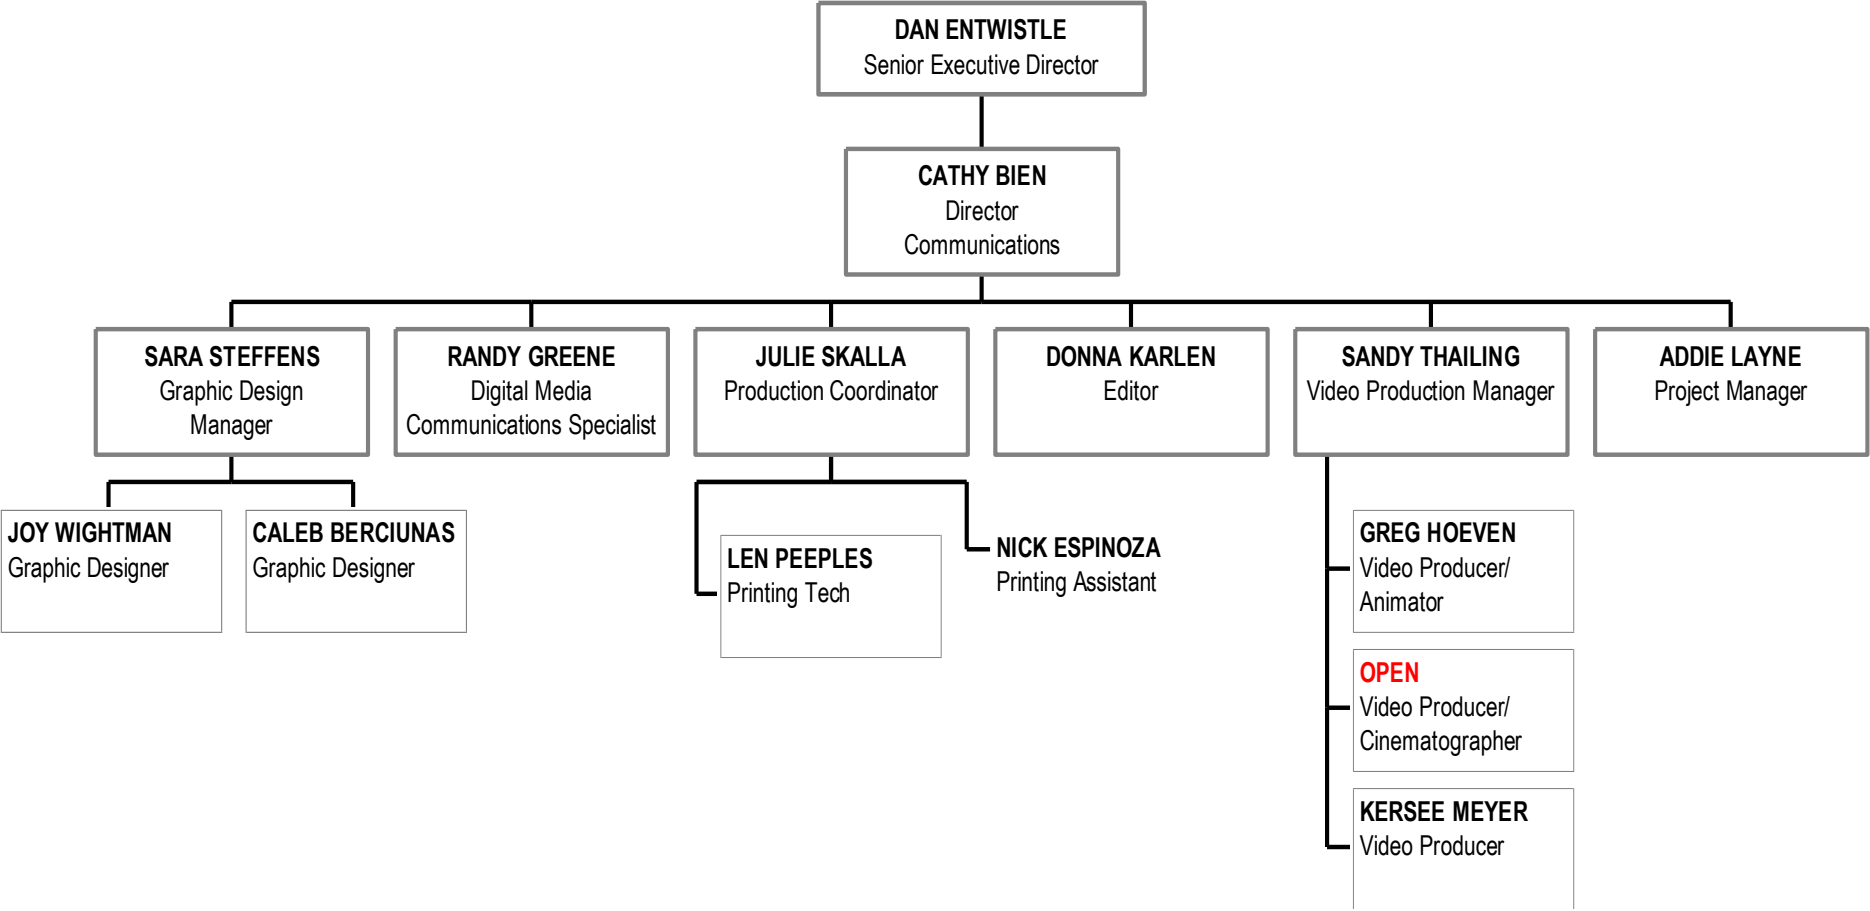 DAN ENTWISTLE
Senior Executive Director
CATHY BIEN
Director
Communications
SARA STEFFENS
Graphic Design
Manager
RANDY GREENE
Digital Media
Communications Specialist
JULIE SKALLA
Production Coordinator
DONNA KARLEN
Editor
SANDY THAILING
Video Production Manager
ADDIE LAYNE
Project Manager
JOY WIGHTMAN
Graphic Designer
CALEB BERCIUNAS
Graphic Designer
LEN PEEPLES
Printing Tech
NICK ESPINOZA
Printing Assistant
GREG HOEVEN
Video Producer/
Animator
OPEN
Video Producer/
Cinematographer
KERSEE MEYER
Video Producer